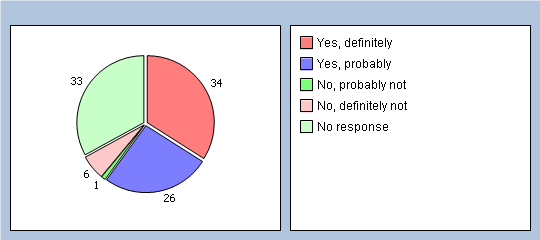 33
34
6
1
26
Yes, definitely
Yes, probably
No, probably not
No, definitely not
No response